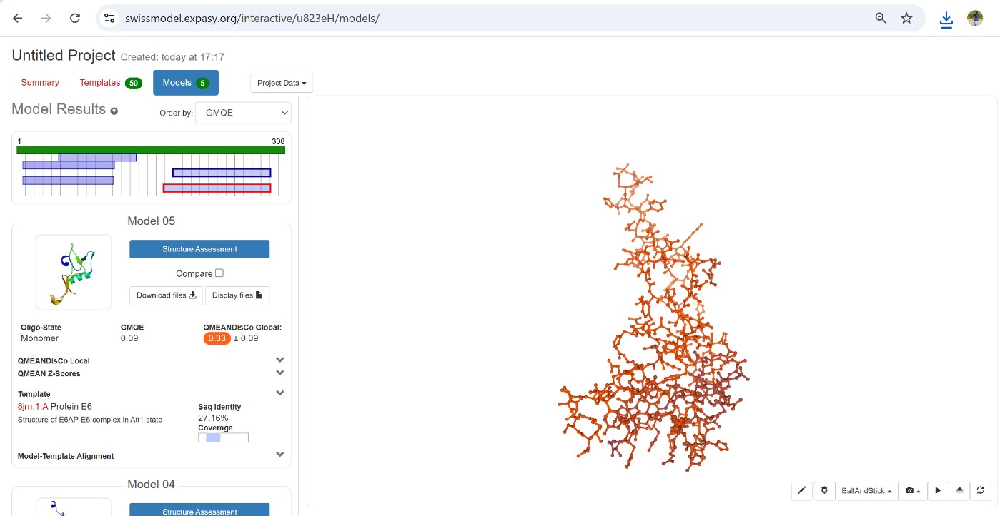 swissmodel.expasy.org/interactive/u823eH/models/
Untitled Project Created: today at 17:17
Summary Templates 50 Models 5 Project Data
Model Results ?
Order by: GMQE
1 308
Model 05
Structure Assessment
Compare
Download files Display files
Oligo-State GMQE QMEANDisCo Global:
Monomer 0.09 0.33 ± 0.09
QMEANDisCo Local
QMEAN Z-Scores
Template
8jrn.1.A Protein E6
Structure of E6AP-E6 complex in Att1 state
Seq Identity
27.16%
Coverage
Model-Template Alignment
Model 04
Structure Assessment
BallAndStick